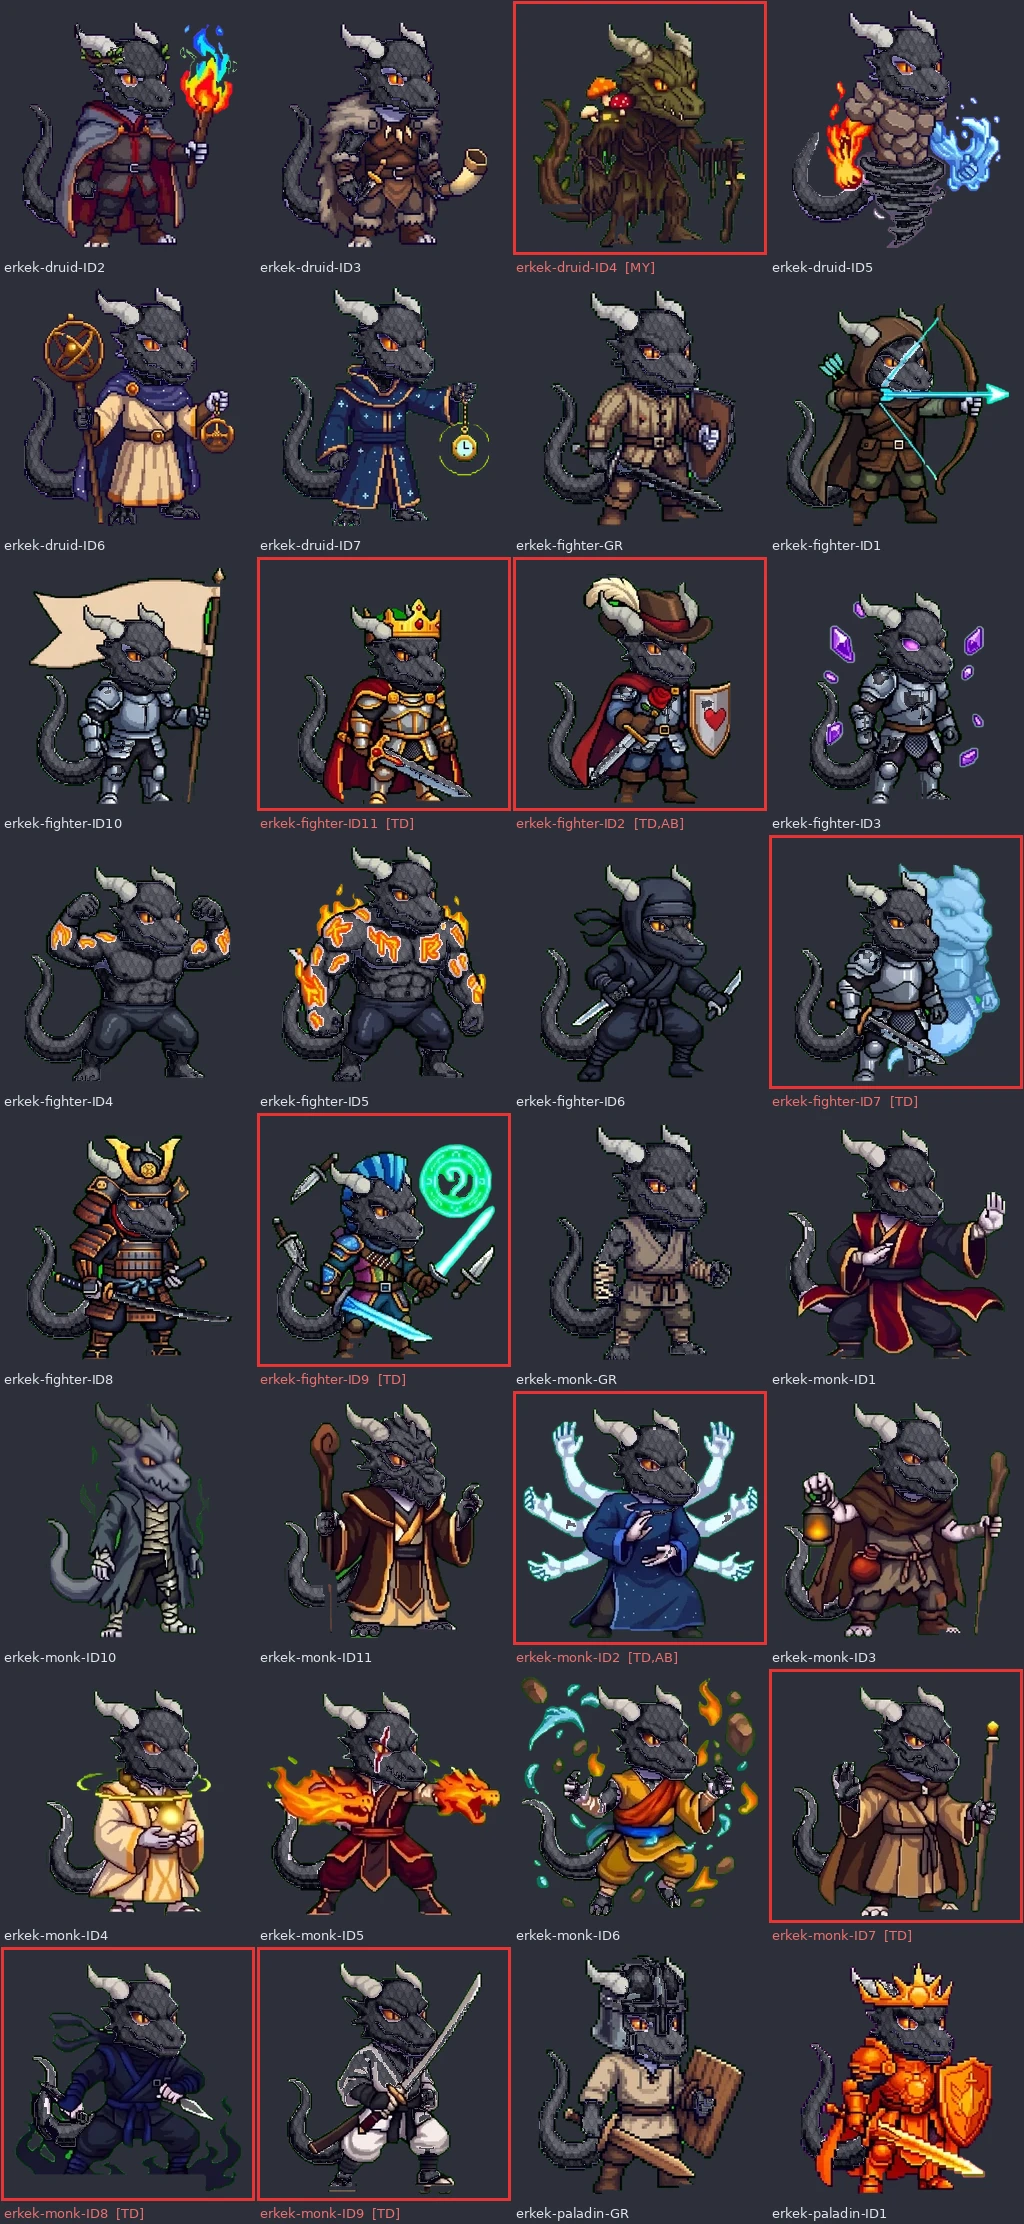 erkek-druid-ID2
erkek-druid-ID3
erkek-druid-ID4 [MY]
erkek-druid-ID5
erkek-druid-ID6
erkek-druid-ID7
erkek-fighter-GR
erkek-fighter-ID1
erkek-fighter-ID10
erkek-fighter-ID11 [TD]
erkek-fighter-ID2 [TD,AB]
erkek-fighter-ID3
erkek-fighter-ID4
erkek-fighter-ID5
erkek-fighter-ID6
erkek-fighter-ID7 [TD]
erkek-fighter-ID8
erkek-fighter-ID9 [TD]
erkek-monk-GR
erkek-monk-ID1
erkek-monk-ID10
erkek-monk-ID11
erkek-monk-ID2 [TD,AB]
erkek-monk-ID3
erkek-monk-ID4
erkek-monk-ID5
erkek-monk-ID6
erkek-monk-ID7 [TD]
erkek-monk-ID8 [TD]
erkek-monk-ID9 [TD]
erkek-paladin-GR
erkek-paladin-ID1